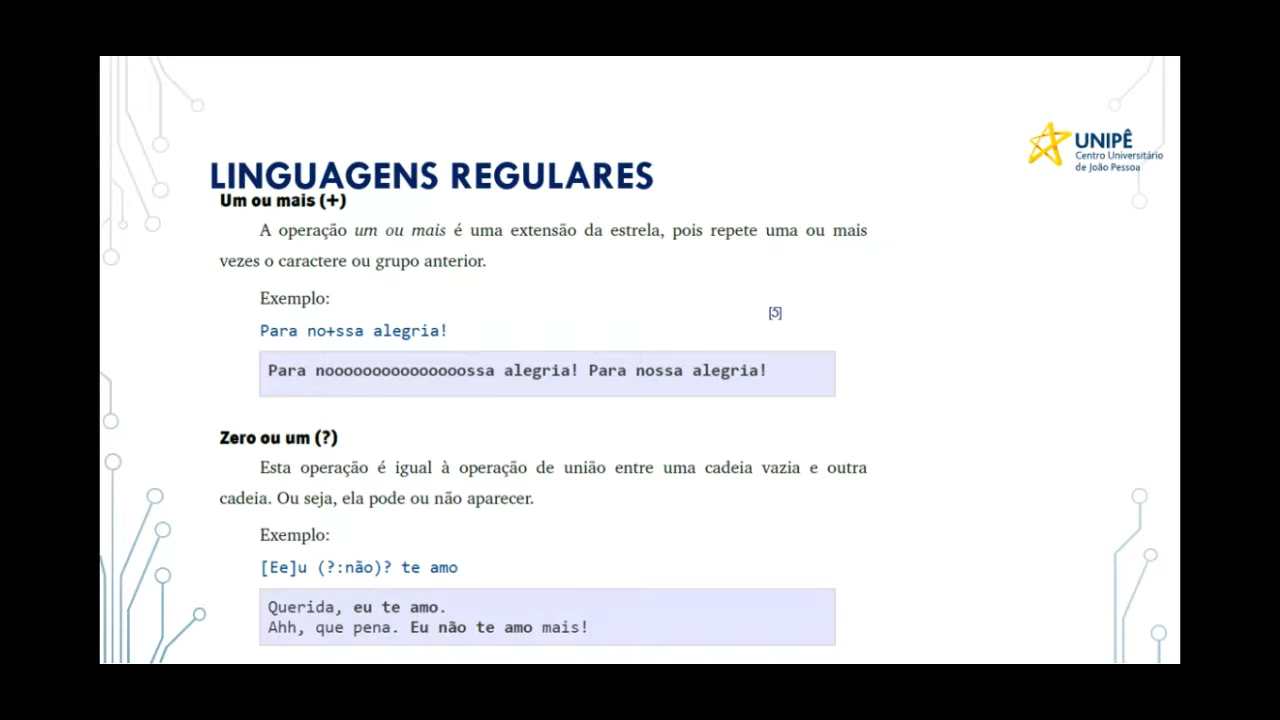 UNIPÊ
Centro Universitário
de João Pessoa
LINGUAGENS REGULARES
Um ou mais (+)
A operação um ou mais é uma extensão da estrela, pois repete uma ou mais
vezes o caractere ou grupo anterior.
Exemplo:
[5]
Para no+ssa alegria!
Para noooooooooooooooossa alegria! Para nossa alegria!
Zero ou um (?)
Esta operação é igual à operação de união entre uma cadeia vazia e outra
cadeia. Ou seja, ela pode ou não aparecer.
Exemplo:
[Ee]u (?:não)? te amo
Querida, eu te amo.
Ahh, que pena. Eu não te amo mais!